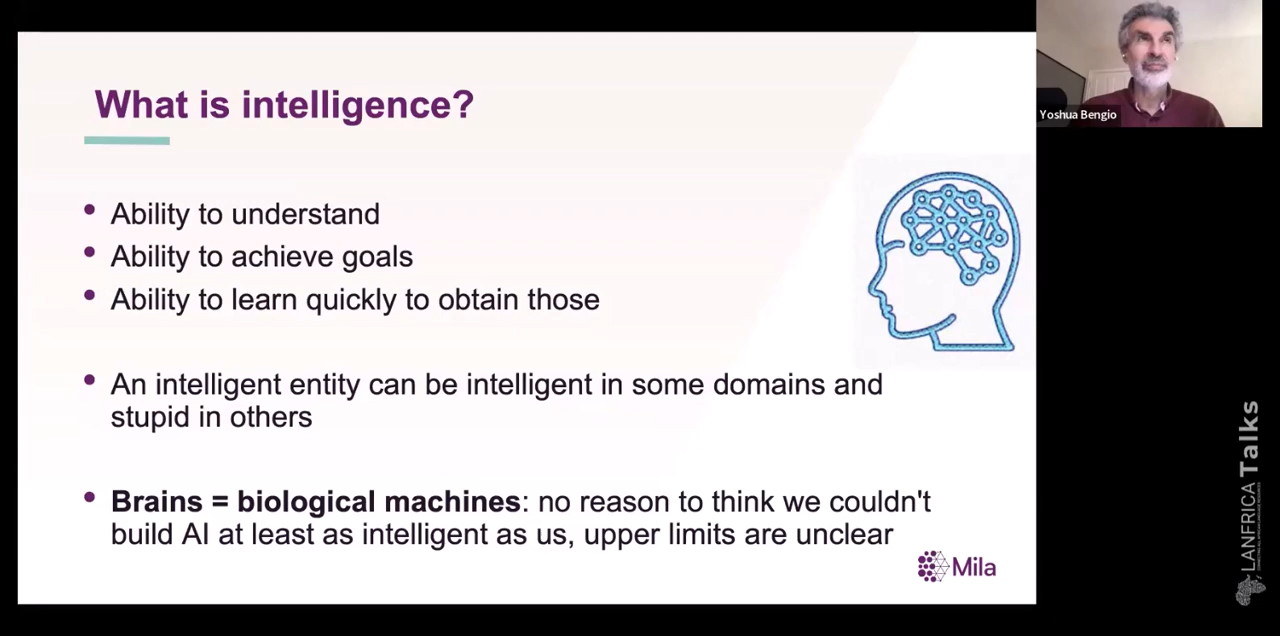 What is intelligence?
• Ability to understand
• Ability to achieve goals
• Ability to learn quickly to obtain those
• An intelligent entity can be intelligent in some domains and
stupid in others
• Brains = biological machines: no reason to think we couldn't
build AI at least as intelligent as us, upper limits are unclear
Mila
Yoshua Bengio
LANFRICA Talks